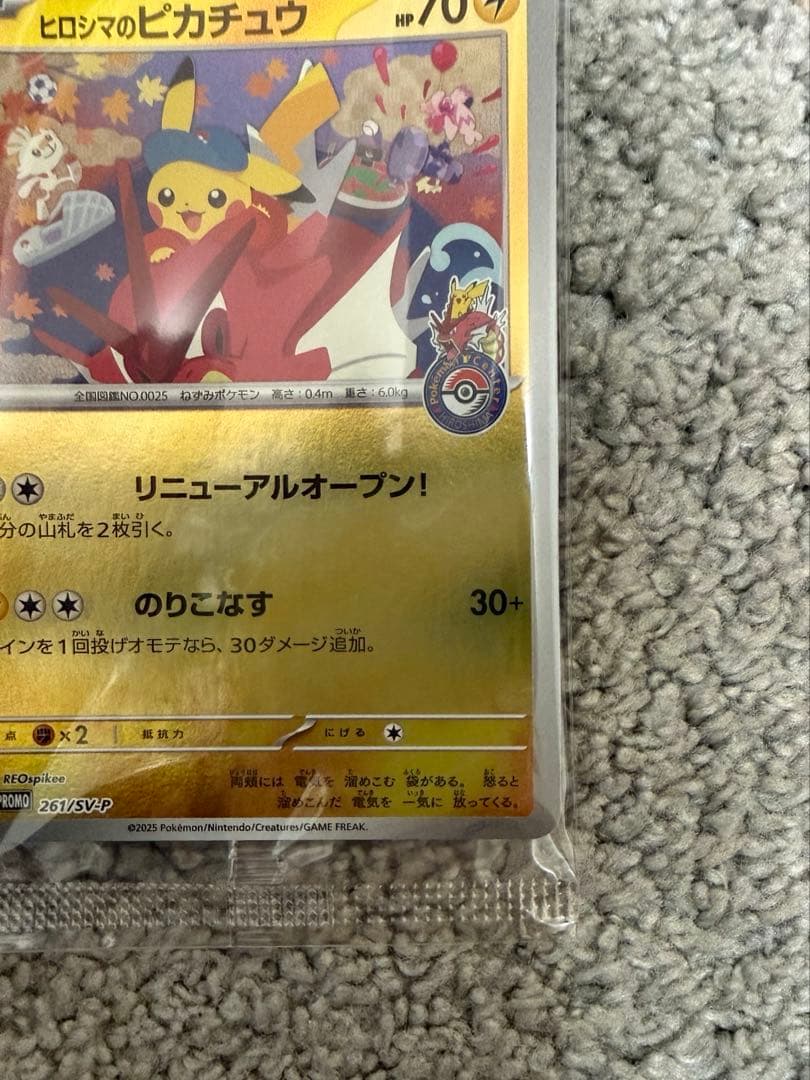 ヒロシマのピカチュウ HP 70
Pokémon Center
HIROSHIMA
全国図鑑NO.0025 ねずみポケモン 高さ：0.4m 重さ：6.0kg
リニューアルオープン！
分の山札を2枚引く。
のりこなす 30+
インを1回投げオモテなら、30ダメージ追加。
点 ×2 抵抗力 にげる
REOspikee
両頬には 電気を 溜めこむ 袋がある。 怒ると
PROMO 261/SV-P 溜めこんだ 電気を 一気に 放ってくる。
©2025 Pokémon/Nintendo/Creatures/GAME FREAK.